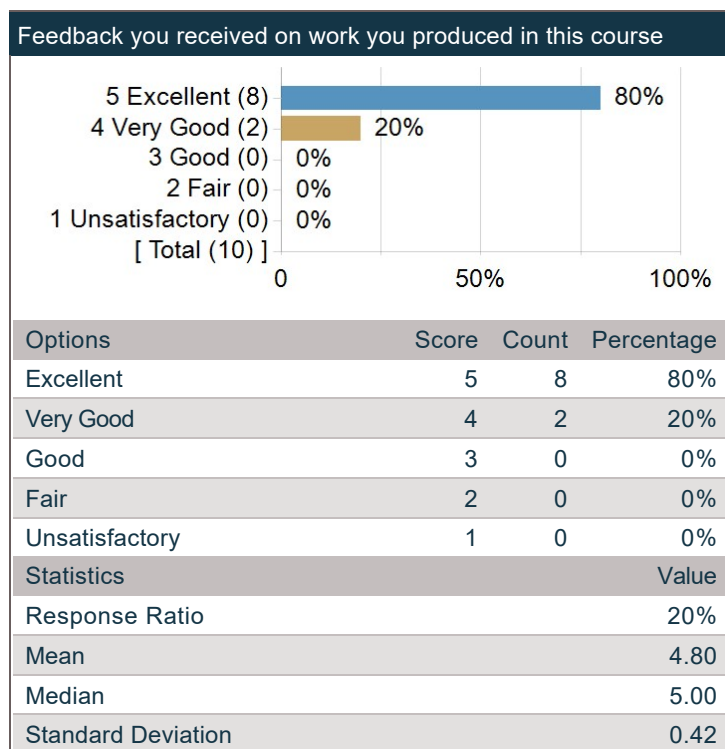 Feedback you received on work you produced in this course
5 Excellent (8) 80%
4 Very Good (2) 20%
3 Good (0) 0%
2 Fair (0) 0%
1 Unsatisfactory (0) 0%
[ Total (10) ]
0 50% 100%
Options Score Count Percentage
Excellent 5 8 80%
Very Good 4 2 20%
Good 3 0 0%
Fair 2 0 0%
Unsatisfactory 1 0 0%
Statistics Value
Response Ratio 20%
Mean 4.80
Median 5.00
Standard Deviation 0.42